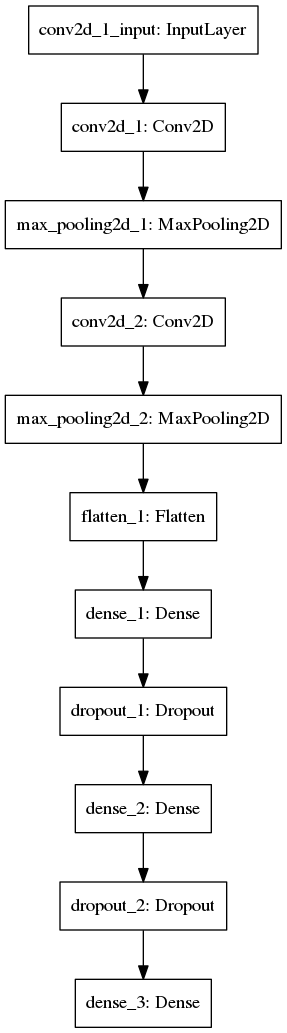 conv2d_1_input: InputLayer
conv2d_1: Conv2D
max_pooling2d_1: MaxPooling2D
conv2d_2: Conv2D
max_pooling2d_2: MaxPooling2D
flatten_1: Flatten
dense_1: Dense
dropout_1: Dropout
dense_2: Dense
dropout_2: Dropout
dense_3: Dense